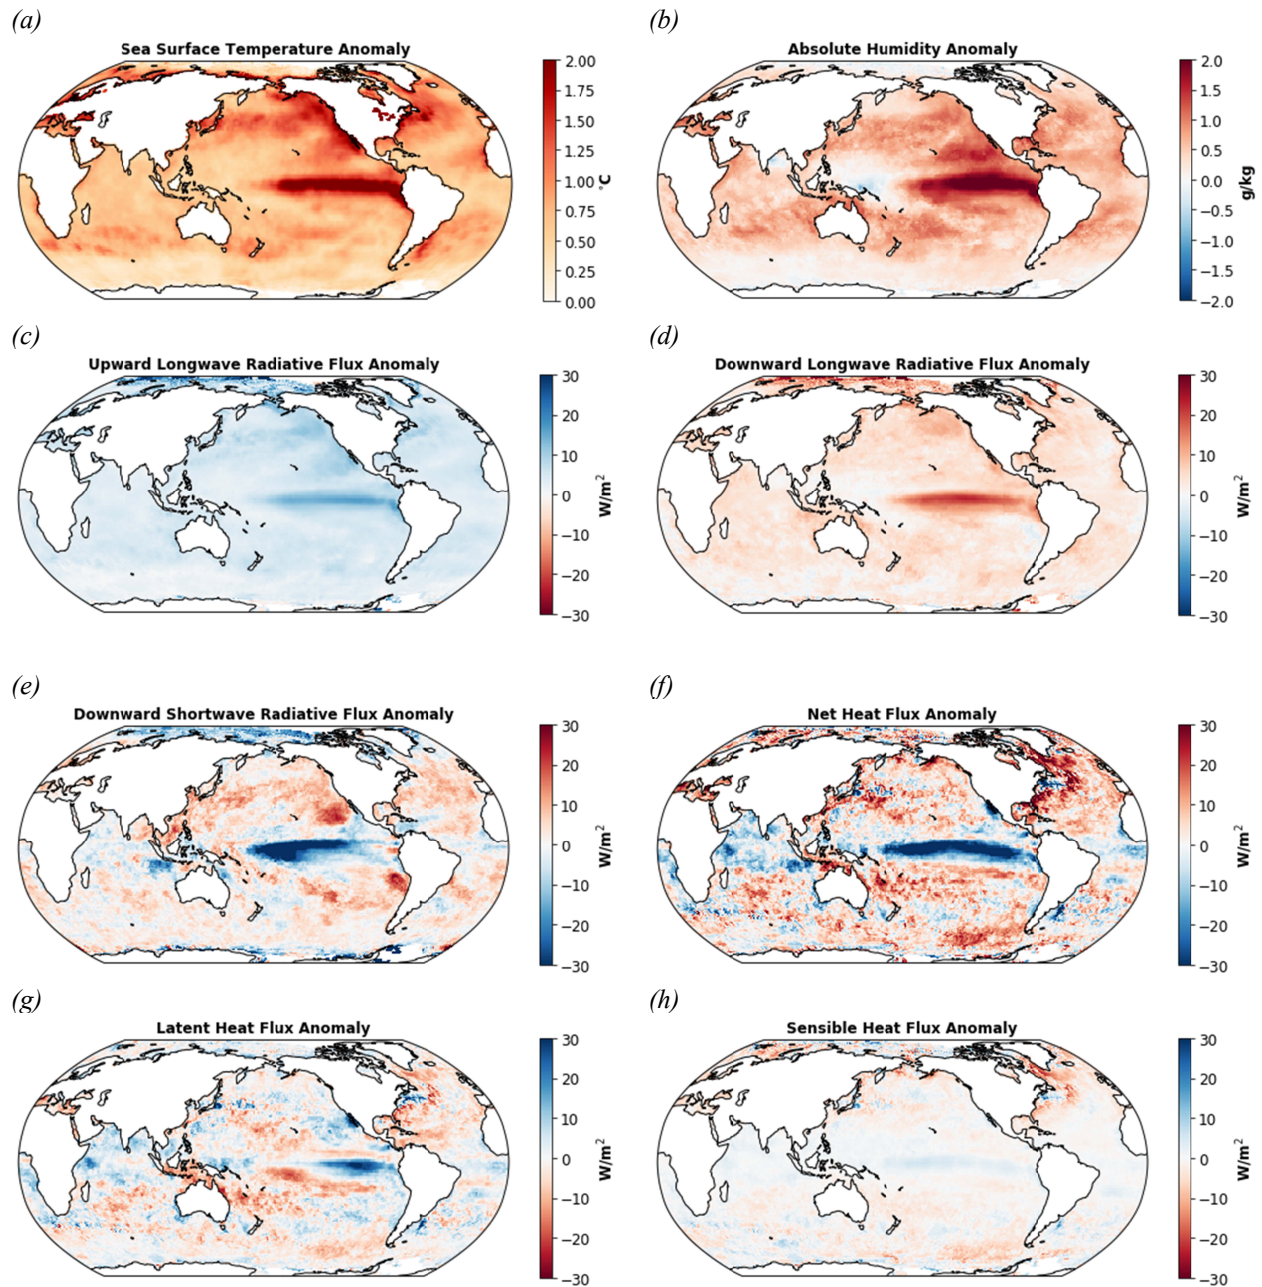 (a)
Sea Surface Temperature Anomaly
2.00
1.75
1.50
1.25
1.00
0.75
0.50
0.25
0.00
°C
(b)
Absolute Humidity Anomaly
2.0
1.5
1.0
0.5
0.0
−0.5
−1.0
−1.5
−2.0
g/kg
(c)
Upward Longwave Radiative Flux Anomaly
30
20
10
0
−10
−20
−30
W/m²
(d)
Downward Longwave Radiative Flux Anomaly
30
20
10
0
−10
−20
−30
W/m²
(e)
Downward Shortwave Radiative Flux Anomaly
30
20
10
0
−10
−20
−30
W/m²
(f)
Net Heat Flux Anomaly
30
20
10
0
−10
−20
−30
W/m²
(g)
Latent Heat Flux Anomaly
30
20
10
0
−10
−20
−30
W/m²
(h)
Sensible Heat Flux Anomaly
30
20
10
0
−10
−20
−30
W/m²